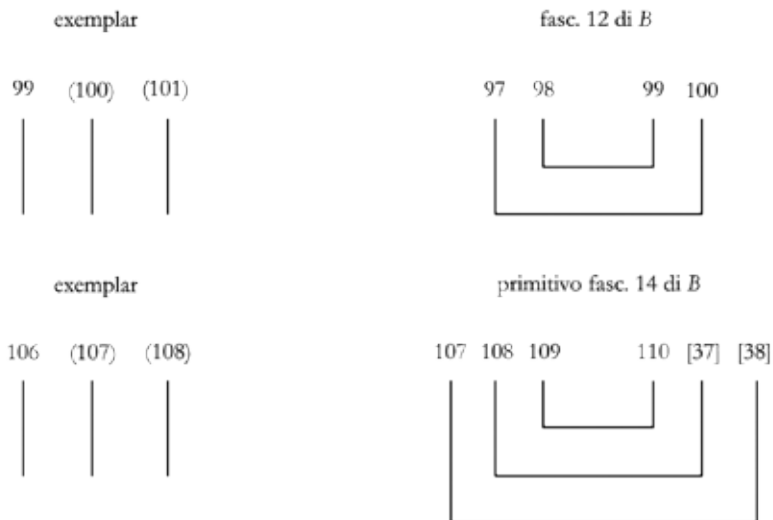 exemplar fasc. 12 di B
99 (100) (101) 97 98 99 100
exemplar primitivo fasc. 14 di B
106 (107) (108) 107 108 109 110 [37] [38]